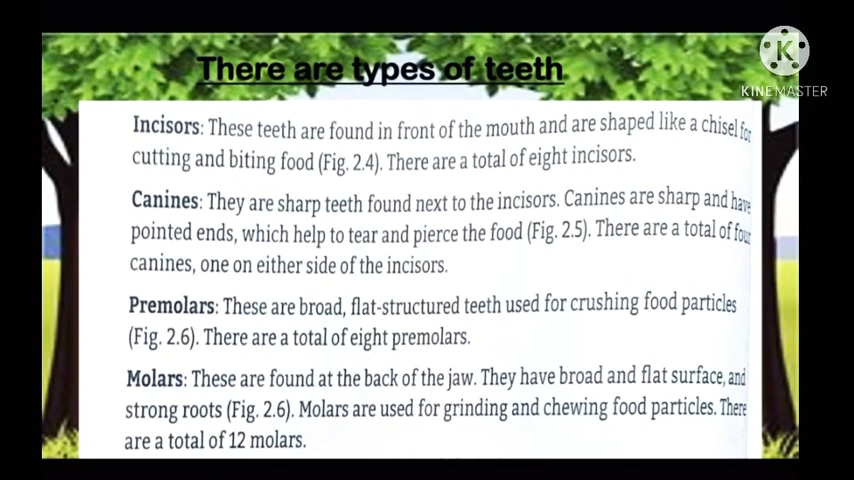 There are types of teeth
K
KINEMASTER
Incisors: These teeth are found in front of the mouth and are shaped like a chisel for
cutting and biting food (Fig. 2.4). There are a total of eight incisors.
Canines: They are sharp teeth found next to the incisors. Canines are sharp and have
pointed ends, which help to tear and pierce the food (Fig. 2.5). There are a total of four
canines, one on either side of the incisors.
Premolars: These are broad, flat-structured teeth used for crushing food particles
(Fig. 2.6). There are a total of eight premolars.
Molars: These are found at the back of the jaw. They have broad and flat surface, and
strong roots (Fig. 2.6). Molars are used for grinding and chewing food particles. There
are a total of 12 molars.